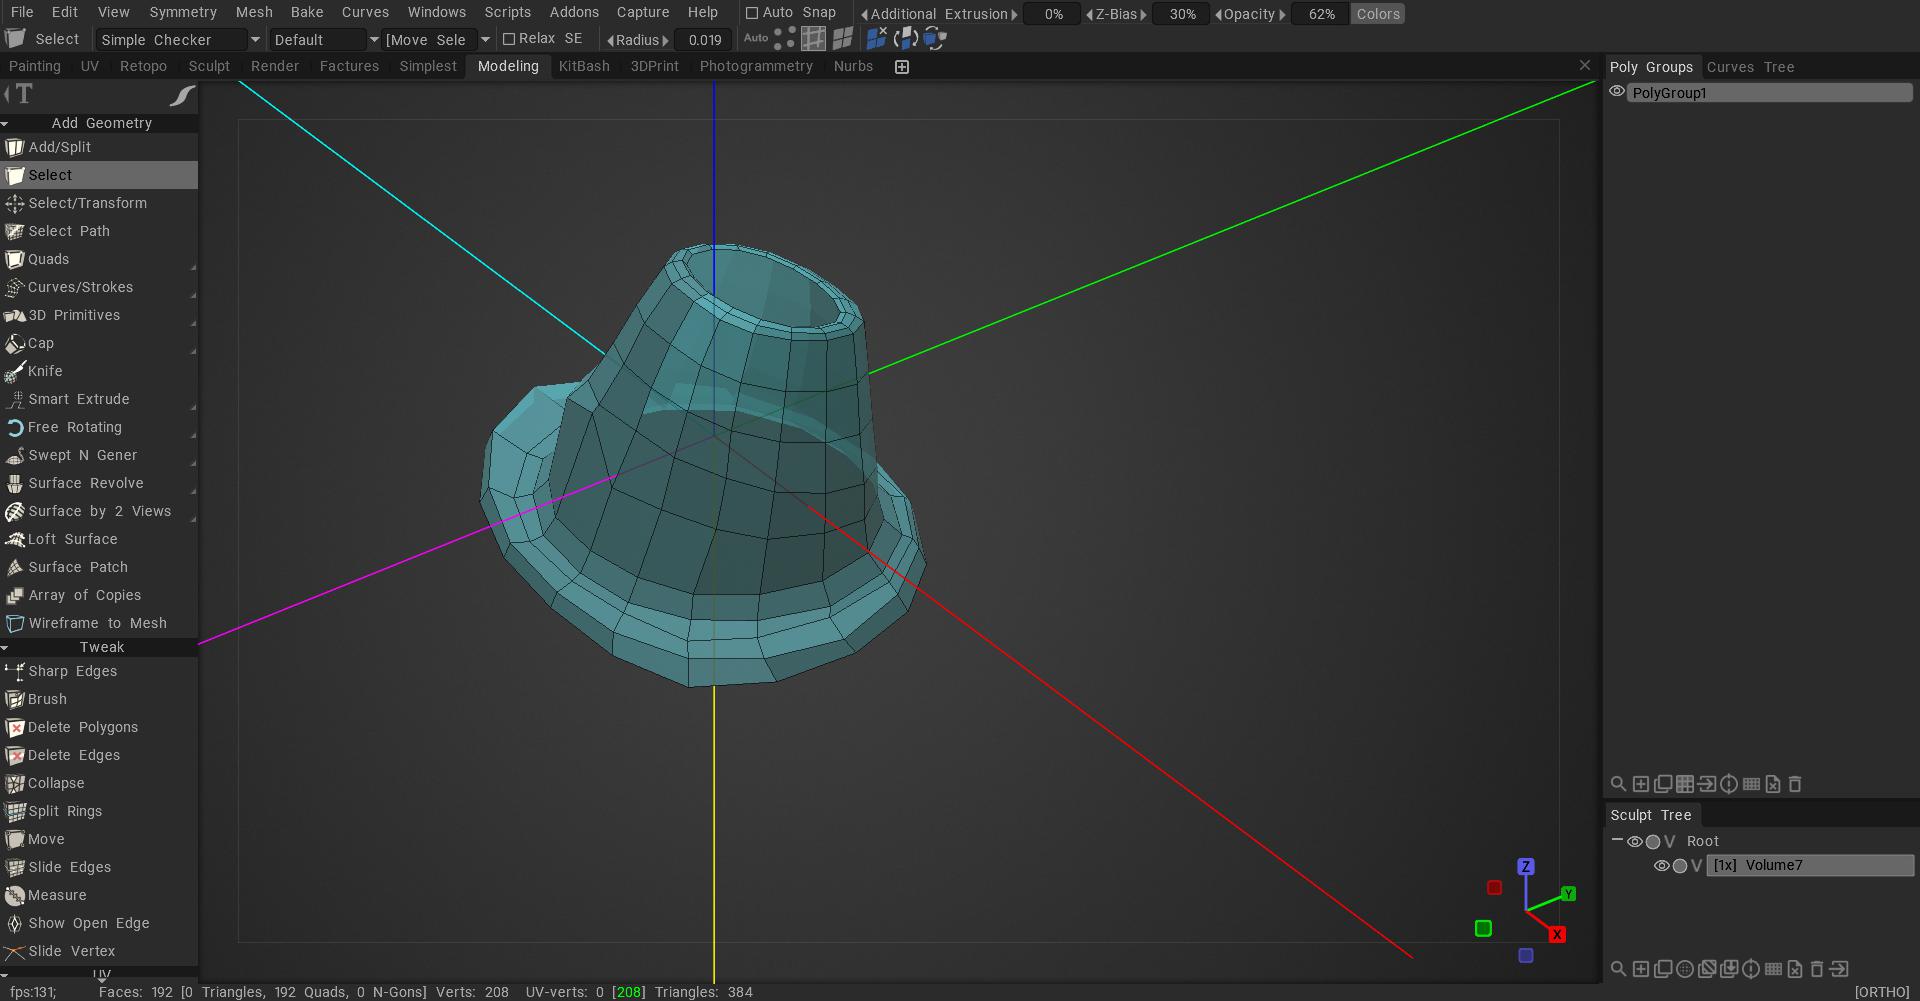 File Edit View Symmetry Mesh Bake Curves Windows Scripts Addons Capture Help Auto Snap Additional Extrusion 0% Z-Bias 30% Opacity 62% Colors
Select Simple Checker Default [Move Sele Relax SE Radius 0.019 Auto
Painting UV Retopo Sculpt Render Factures Simplest Modeling KitBash 3DPrint Photogrammetry Nurbs
Poly Groups Curves Tree
PolyGroup1
T
Add Geometry
Add/Split
Select
Select/Transform
Select Path
Quads
Curves/Strokes
3D Primitives
Cap
Knife
Smart Extrude
Free Rotating
Swept N Gener
Surface Revolve
Surface by 2 Views
Loft Surface
Surface Patch
Array of Copies
Wireframe to Mesh
Tweak
Sharp Edges
Brush
Delete Polygons
Delete Edges
Collapse
Split Rings
Move
Slide Edges
Measure
Show Open Edge
Slide Vertex
UV
Z
Y
X
Sculpt Tree
V Root
V [1x] Volume7
fps:131; Faces: 192 [0 Triangles, 192 Quads, 0 N-Gons] Verts: 208 UV-verts: 0 [208] Triangles: 384 [ORTHO]